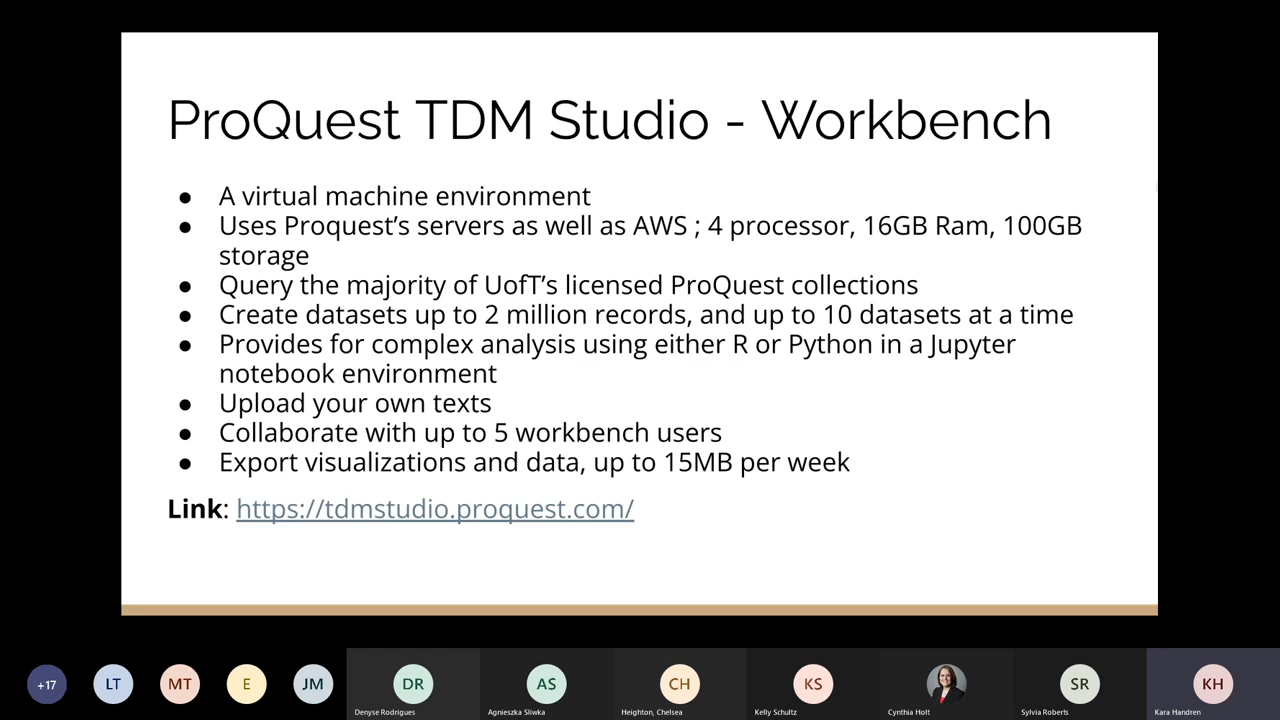 ProQuest TDM Studio - Workbench
● A virtual machine environment
● Uses Proquest’s servers as well as AWS ; 4 processor, 16GB Ram, 100GB
storage
● Query the majority of UofT’s licensed ProQuest collections
● Create datasets up to 2 million records, and up to 10 datasets at a time
● Provides for complex analysis using either R or Python in a Jupyter
notebook environment
● Upload your own texts
● Collaborate with up to 5 workbench users
● Export visualizations and data, up to 15MB per week
Link: https://tdmstudio.proquest.com/
+17 LT MT E JM DR AS CH KS SR KH
Denyse Rodrigues Agnieszka Sliwka Heighton, Chelsea Kelly Schultz Cynthia Holt Sylvia Roberts Kara Handren